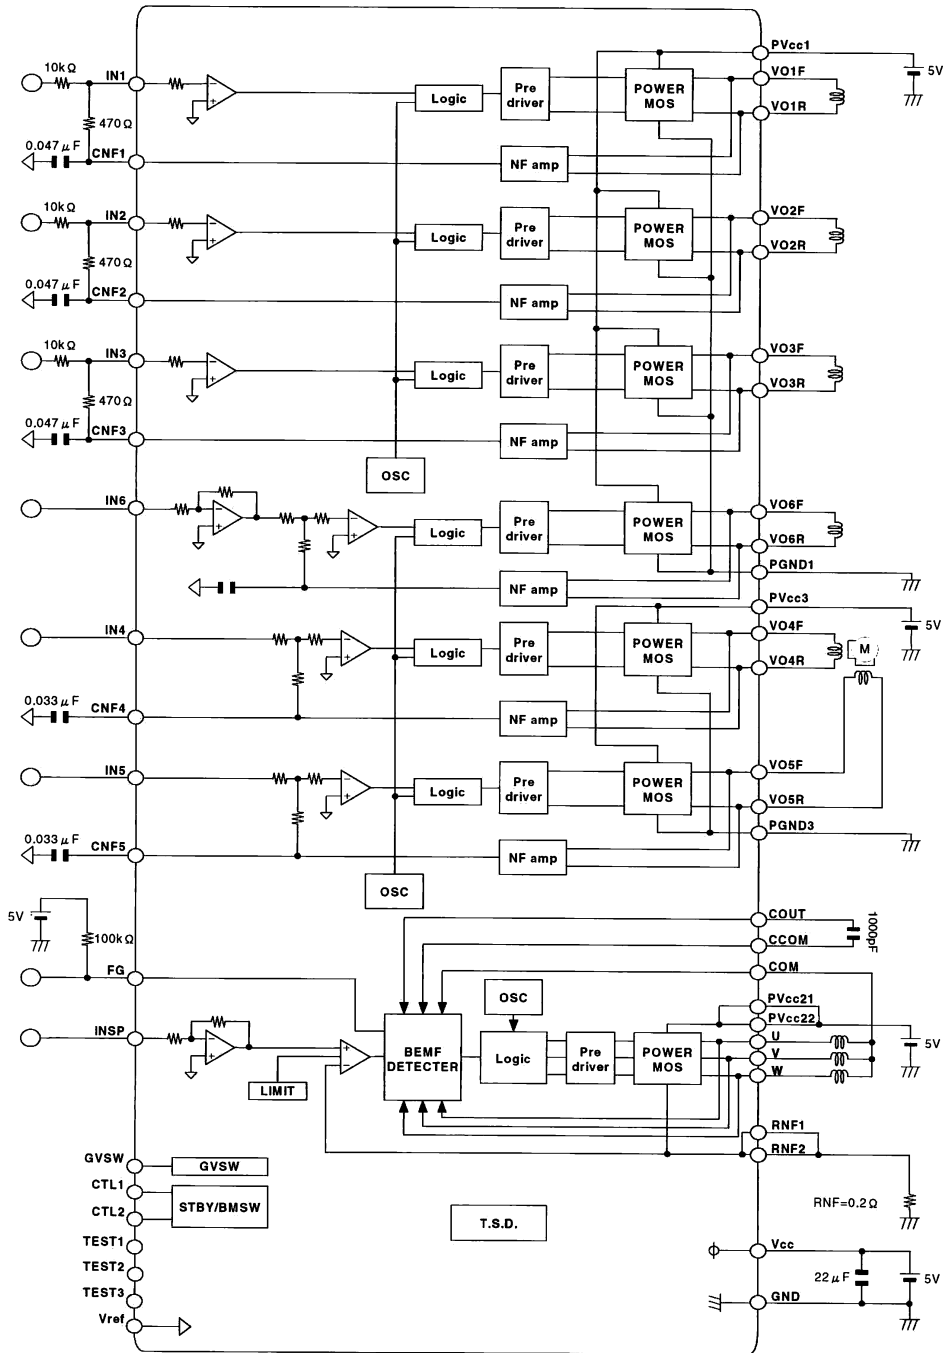 PVcc1
10kΩ
IN1
VO1F
5V
Logic
Pre
driver
POWER
MOS
470Ω
VO1R
0.047μF
CNF1
NF amp
10kΩ
IN2
VO2F
Logic
Pre
driver
POWER
MOS
470Ω
VO2R
0.047μF
CNF2
NF amp
10kΩ
IN3
VO3F
Logic
Pre
driver
POWER
MOS
470Ω
VO3R
0.047μF
CNF3
NF amp
OSC
IN6
VO6F
Logic
Pre
driver
POWER
MOS
VO6R
PGND1
NF amp
PVcc3
5V
IN4
VO4F
Logic
Pre
driver
POWER
MOS
M
VO4R
0.033μF
CNF4
NF amp
IN5
VO5F
Logic
Pre
driver
POWER
MOS
VO5R
PGND3
0.033μF
CNF5
NF amp
OSC
5V
100kΩ
COUT
1000pF
CCOM
FG
COM
OSC
PVcc21
PVcc22
INSP
BEMF
DETECTER
Logic
Pre
driver
POWER
MOS
U
V
W
5V
LIMIT
RNF1
RNF2
GVSW
GVSW
CTL1
STBY/BMSW
CTL2
RNF=0.2Ω
T.S.D.
TEST1
TEST2
TEST3
Vref
Vcc
22μF
5V
GND